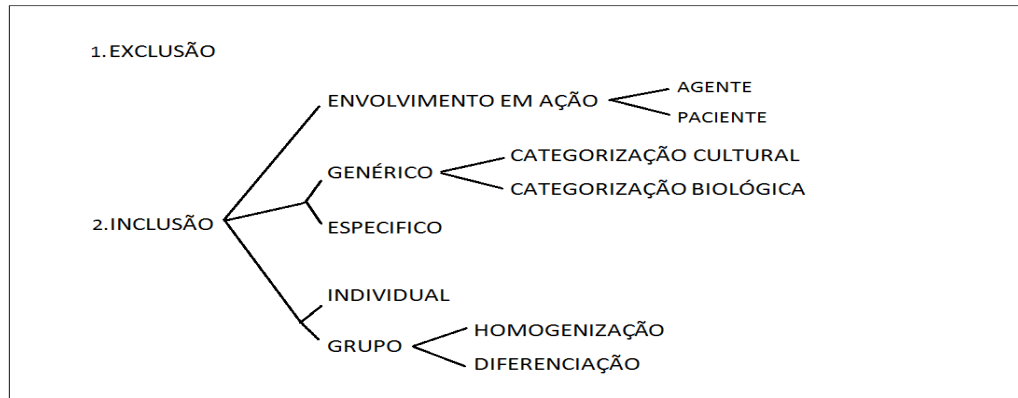 1.EXCLUSÃO
ENVOLVIMENTO EM AÇÃO
AGENTE
PACIENTE
GENÉRICO
CATEGORIZAÇÃO CULTURAL
CATEGORIZAÇÃO BIOLÓGICA
2.INCLUSÃO
ESPECIFICO
INDIVIDUAL
GRUPO
HOMOGENIZAÇÃO
DIFERENCIAÇÃO